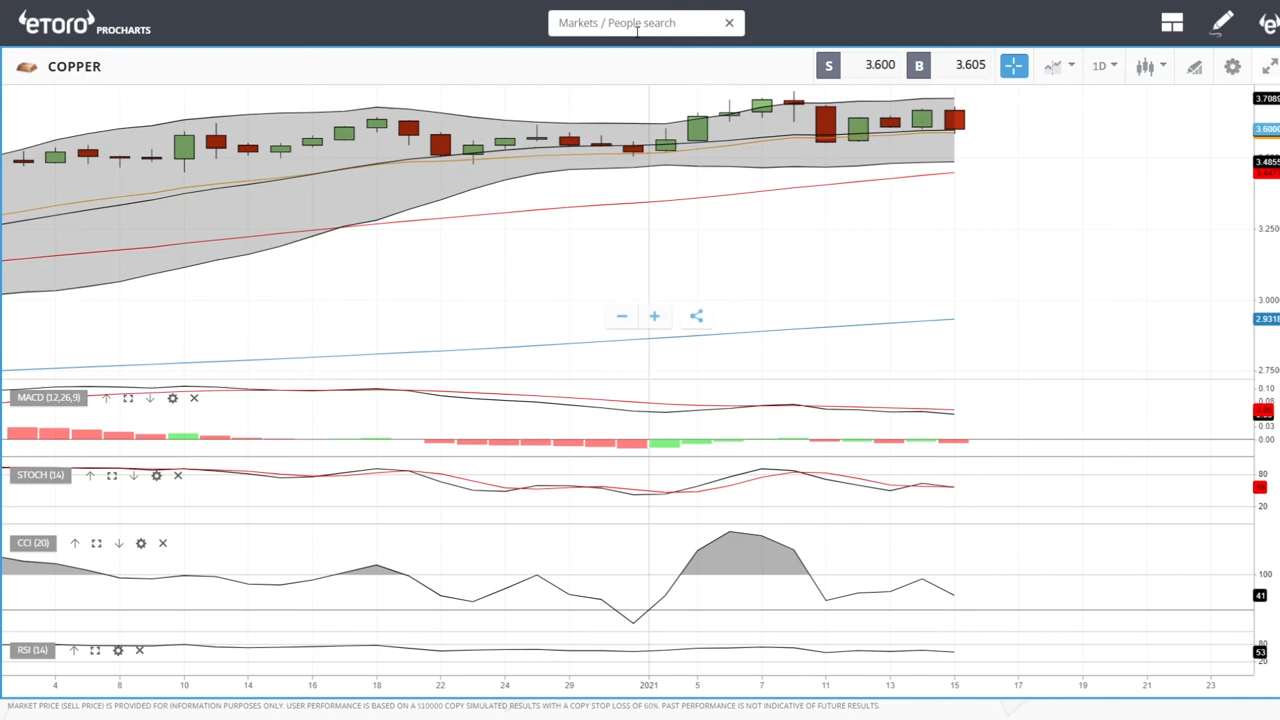 eTORO PROCHARTS
Markets / People search
COPPER
S 3.600 B 3.605
1D
3.7089
3.6000
3.4855
3.447
3.2500
3.0000
2.9318
2.7500
MACD (12,26,9)
0.10
0.08
0.03
0.00
STOCH (14)
80
20
CCI (20)
100
41
RSI (14)
80
53
20
4 8 10 14 16 18 22 24 29 2021 5 7 11 13 15 17 19 21 23
MARKET PRICE (SELL PRICE) IS PROVIDED FOR INFORMATION PURPOSES ONLY. USER PERFORMANCE IS BASED ON A $10000 COPY SIMULATED RESULTS WITH A COPY STOP LOSS OF 60%. PAST PERFORMANCE IS NOT INDICATIVE OF FUTURE RESULTS.